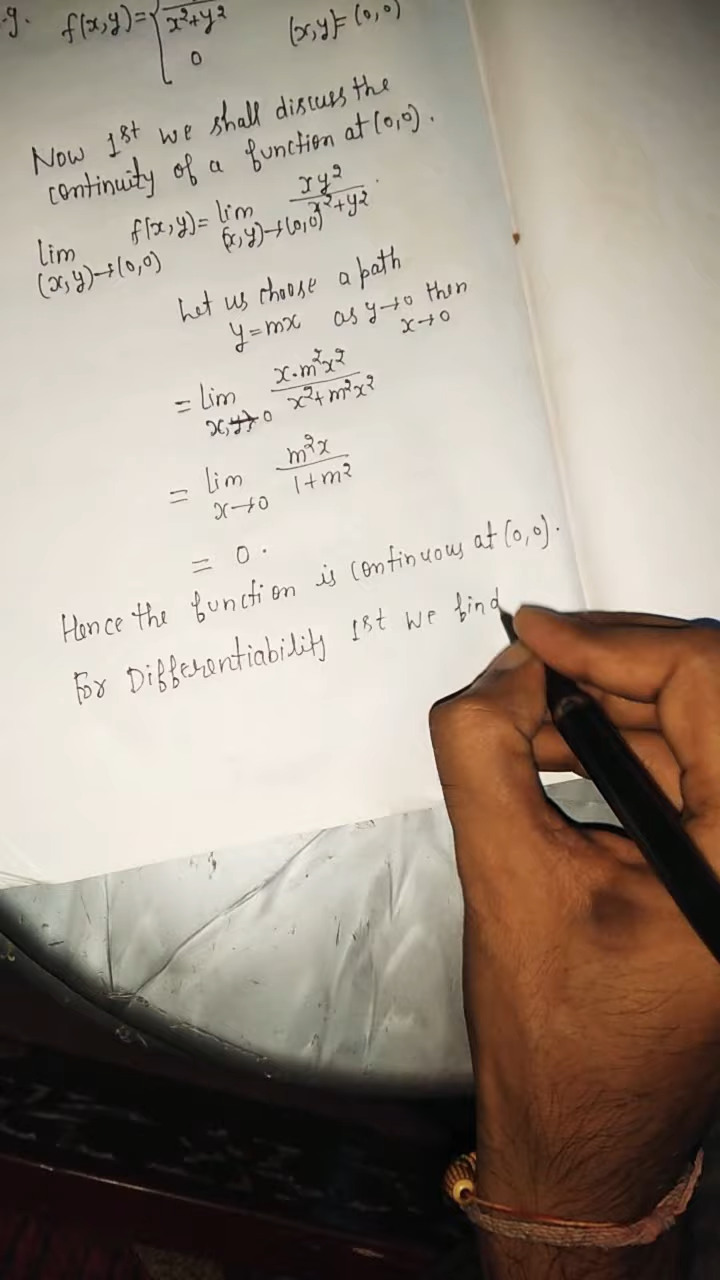 .g. f(x,y)={ x²+y² (x,y)=(0,0)
0
Now 1st we shall discuss the
continuity of a function at (0,0).
lim (x,y)→(0,0) f(x,y) = lim (x,y)→(0,0) xy²/x²+y².
Let us choose a path
y=mx as y→0 then
x→0
= lim x→0 x·m²x²/x²+m²x²
= lim x→0 m²x/1+m²
= 0.
Hence the function is continuous at (0,0).
For Differentiability 1st we find